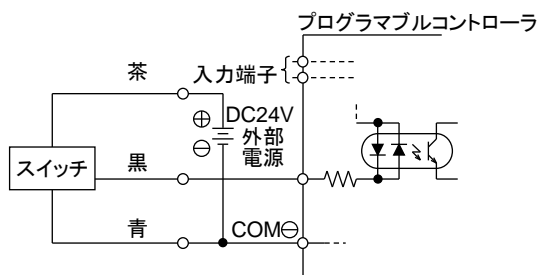 プログラマブルコントローラ
茶
入力端子
⊕
DC24V
外部
電源
⊖
スイッチ
黒
青
COM⊖